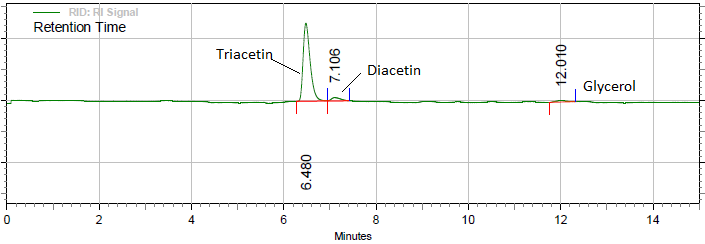 RID: RI Signal
Retention Time
Triacetin
7.106
Diacetin
12.010
Glycerol
6.480
0 2 4 6 8 10 12 14
Minutes